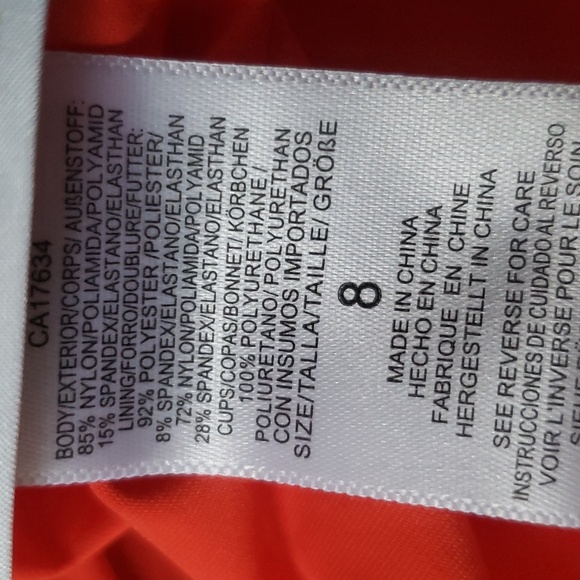 CA17634
BODY/EXTERIOR/CORPS/ AUßENSTOFF:
85% NYLON/POLIAMIDA/POLYAMID
15% SPANDEX/ELASTANO/ELASTHAN
LINING/FORRO/DOUBLURE/FUTTER:
92% POLYESTER /POLIESTER/
8% SPANDEX/ELASTANO/ELASTHAN
72% NYLON/POLIAMIDA/POLYAMID
28% SPANDEX/ELASTANO/ELASTHAN
CUPS/COPAS/BONNET/ KÖRBCHEN
100% POLYURETHANE/
POLIURETANO/ POLYURETHAN
CON INSUMOS IMPORTADOS
SIZE/TALLA/TAILLE/ GRÖßE
8
MADE IN CHINA
HECHO EN CHINA
FABRIQUE EN CHINE
HERGESTELLT IN CHINA
SEE REVERSE FOR CARE
INSTRUCCIONES DE CUIDADO AL REVERSO
VOIR L'INVERSE POUR LE SOIN